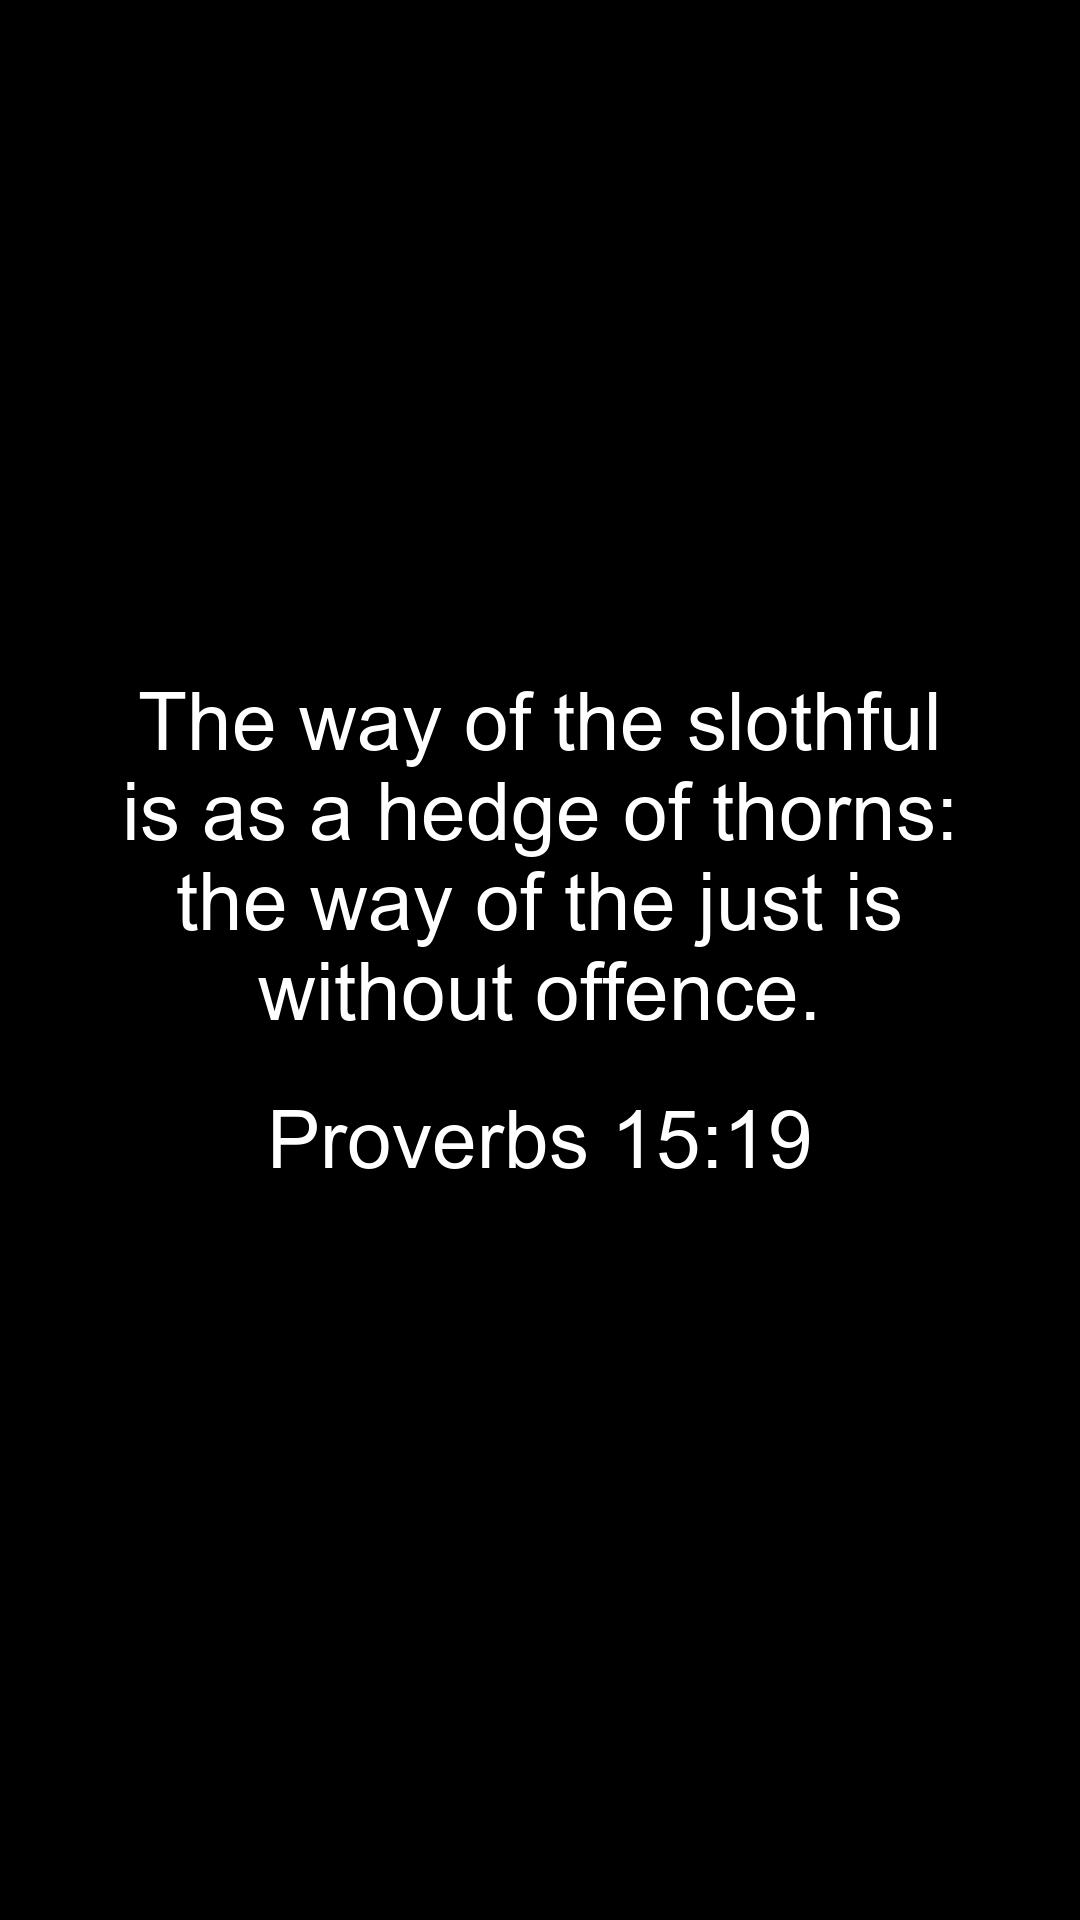 The way of the slothful
is as a hedge of thorns:
the way of the just is
without offence.
Proverbs 15:19